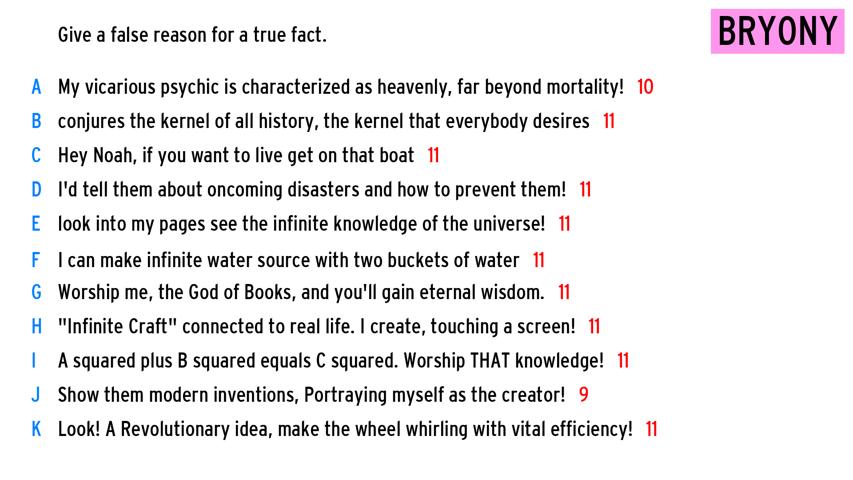 Give a false reason for a true fact.
BRYONY
A My vicarious psychic is characterized as heavenly, far beyond mortality! 10
B conjures the kernel of all history, the kernel that everybody desires 11
C Hey Noah, if you want to live get on that boat 11
D I'd tell them about oncoming disasters and how to prevent them! 11
E look into my pages see the infinite knowledge of the universe! 11
F I can make infinite water source with two buckets of water 11
G Worship me, the God of Books, and you'll gain eternal wisdom. 11
H "Infinite Craft" connected to real life. I create, touching a screen! 11
I A squared plus B squared equals C squared. Worship THAT knowledge! 11
J Show them modern inventions, Portraying myself as the creator! 9
K Look! A Revolutionary idea, make the wheel whirling with vital efficiency! 11